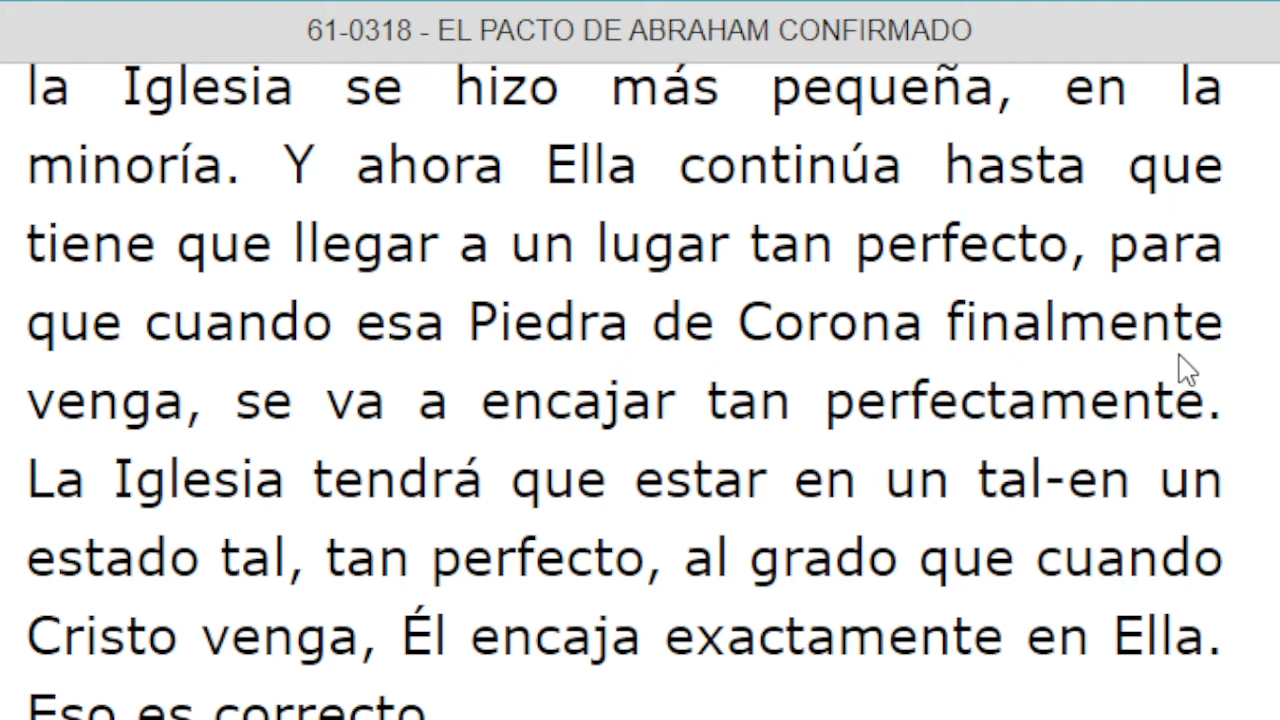 61-0318 - EL PACTO DE ABRAHAM CONFIRMADO
la Iglesia se hizo más pequeña, en la
minoría. Y ahora Ella continúa hasta que
tiene que llegar a un lugar tan perfecto, para
que cuando esa Piedra de Corona finalmente
venga, se va a encajar tan perfectamente.
La Iglesia tendrá que estar en un tal-en un
estado tal, tan perfecto, al grado que cuando
Cristo venga, Él encaja exactamente en Ella.
Eso es correcto